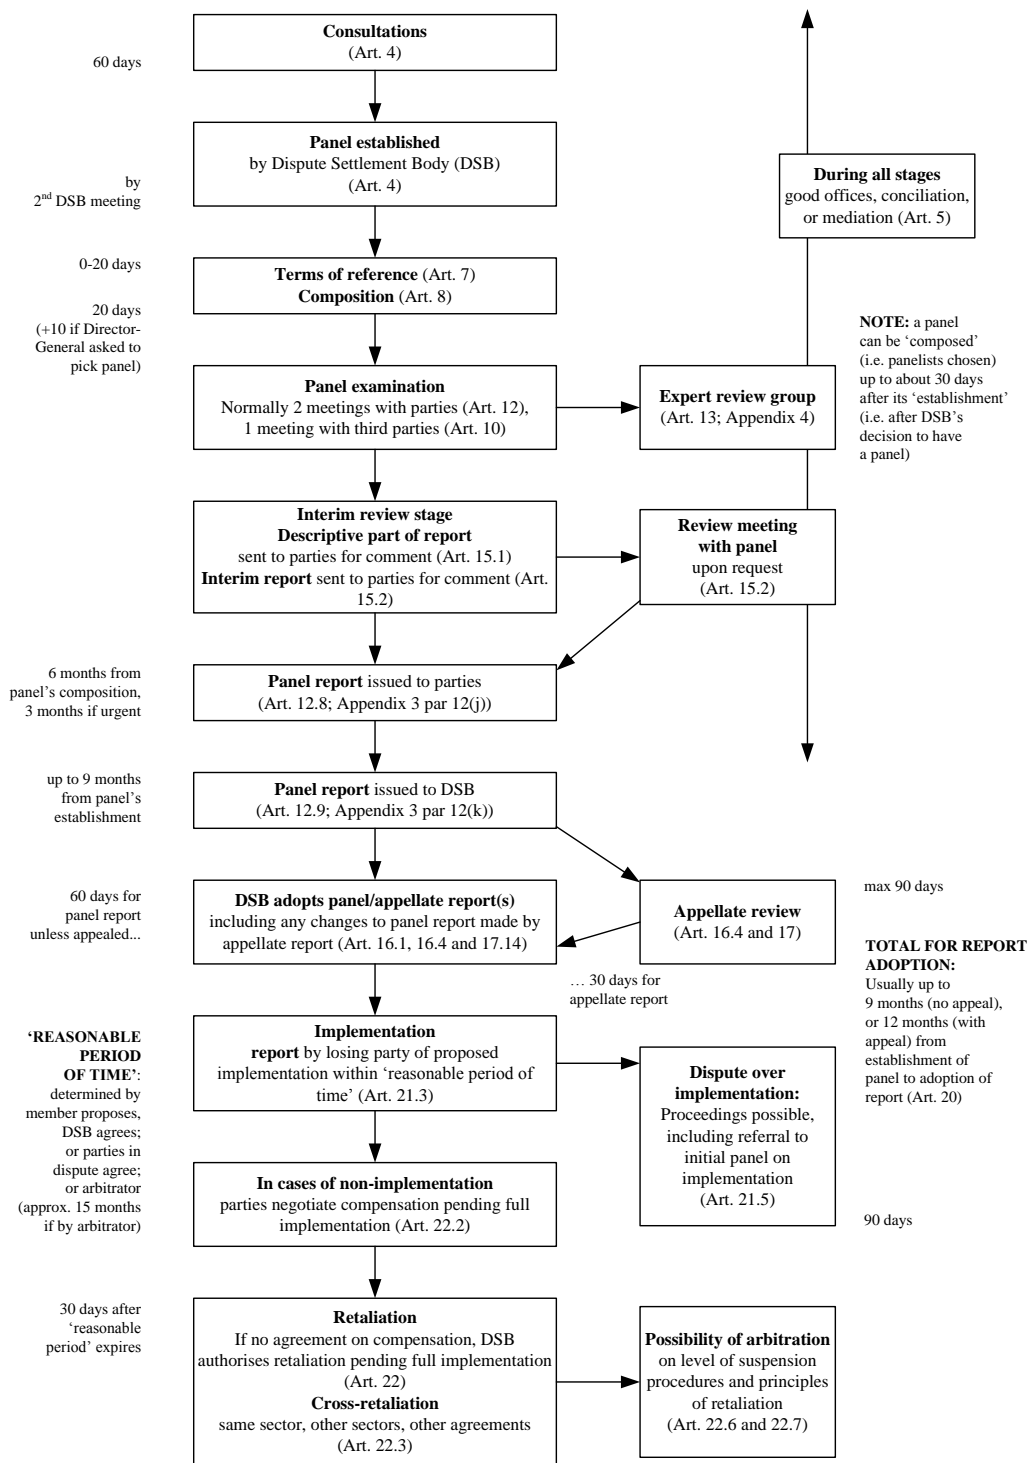 Consultations
(Art. 4)
60 days
Panel established
by Dispute Settlement Body (DSB)
(Art. 4)
by
2nd DSB meeting
During all stages
good offices, conciliation,
or mediation (Art. 5)
0-20 days
Terms of reference (Art. 7)
Composition (Art. 8)
20 days
(+10 if Director-
General asked to
pick panel)
NOTE: a panel
can be ‘composed’
(i.e. panelists chosen)
up to about 30 days
after its ‘establishment’
(i.e. after DSB’s
decision to have
a panel)
Panel examination
Normally 2 meetings with parties (Art. 12),
1 meeting with third parties (Art. 10)
Expert review group
(Art. 13; Appendix 4)
Interim review stage
Descriptive part of report
sent to parties for comment (Art. 15.1)
Interim report sent to parties for comment (Art.
15.2)
Review meeting
with panel
upon request
(Art. 15.2)
6 months from
panel’s composition,
3 months if urgent
Panel report issued to parties
(Art. 12.8; Appendix 3 par 12(j))
up to 9 months
from panel’s
establishment
Panel report issued to DSB
(Art. 12.9; Appendix 3 par 12(k))
60 days for
panel report
unless appealed...
DSB adopts panel/appellate report(s)
including any changes to panel report made by
appellate report (Art. 16.1, 16.4 and 17.14)
Appellate review
(Art. 16.4 and 17)
max 90 days
… 30 days for
appellate report
TOTAL FOR REPORT
ADOPTION:
Usually up to
9 months (no appeal),
or 12 months (with
appeal) from
establishment of
panel to adoption of
report (Art. 20)
‘REASONABLE
PERIOD
OF TIME’:
determined by
member proposes,
DSB agrees;
or parties in
dispute agree;
or arbitrator
(approx. 15 months
if by arbitrator)
Implementation
report by losing party of proposed
implementation within ‘reasonable period of
time’ (Art. 21.3)
Dispute over
implementation:
Proceedings possible,
including referral to
initial panel on
implementation
(Art. 21.5)
90 days
In cases of non-implementation
parties negotiate compensation pending full
implementation (Art. 22.2)
30 days after
‘reasonable
period’ expires
Retaliation
If no agreement on compensation, DSB
authorises retaliation pending full implementation
(Art. 22)
Cross-retaliation
same sector, other sectors, other agreements
(Art. 22.3)
Possibility of arbitration
on level of suspension
procedures and principles
of retaliation
(Art. 22.6 and 22.7)